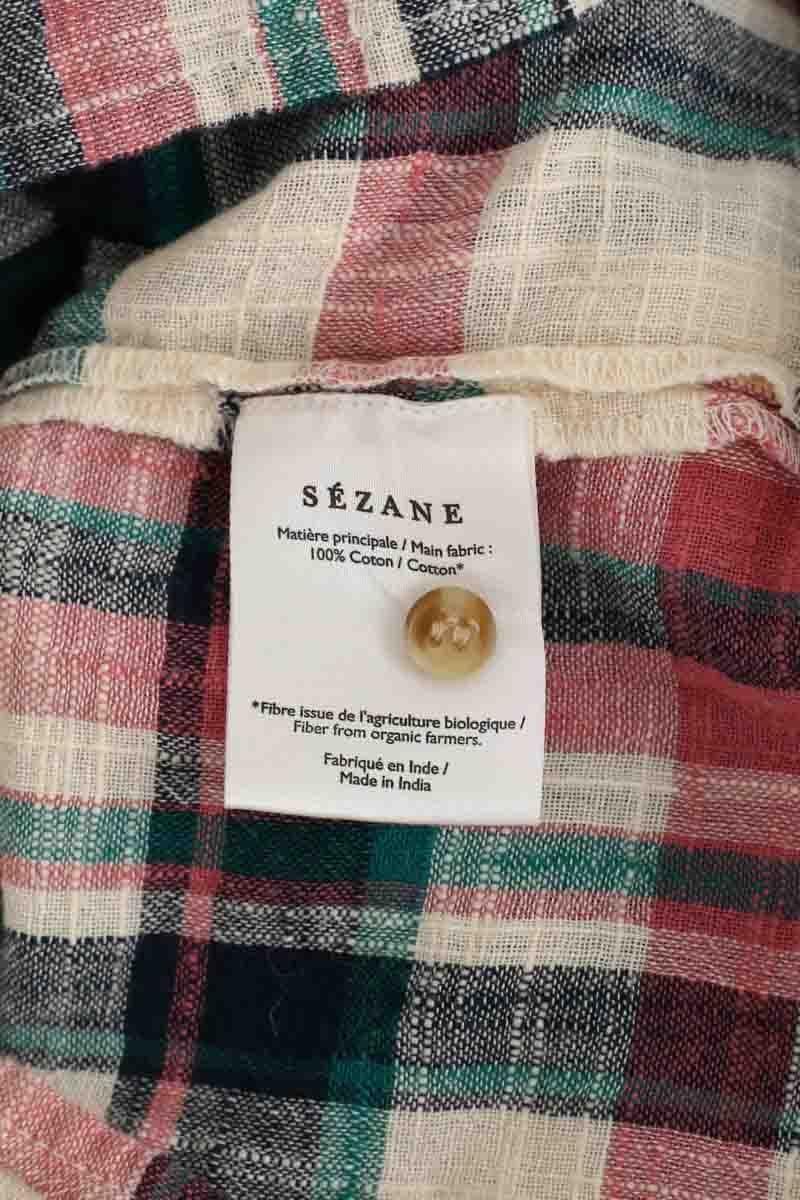 SÉZANE
Matière principale / Main fabric :
100% Coton / Cotton*
*Fibre issue de l'agriculture biologique /
Fiber from organic farmers.
Fabriqué en Inde /
Made in India